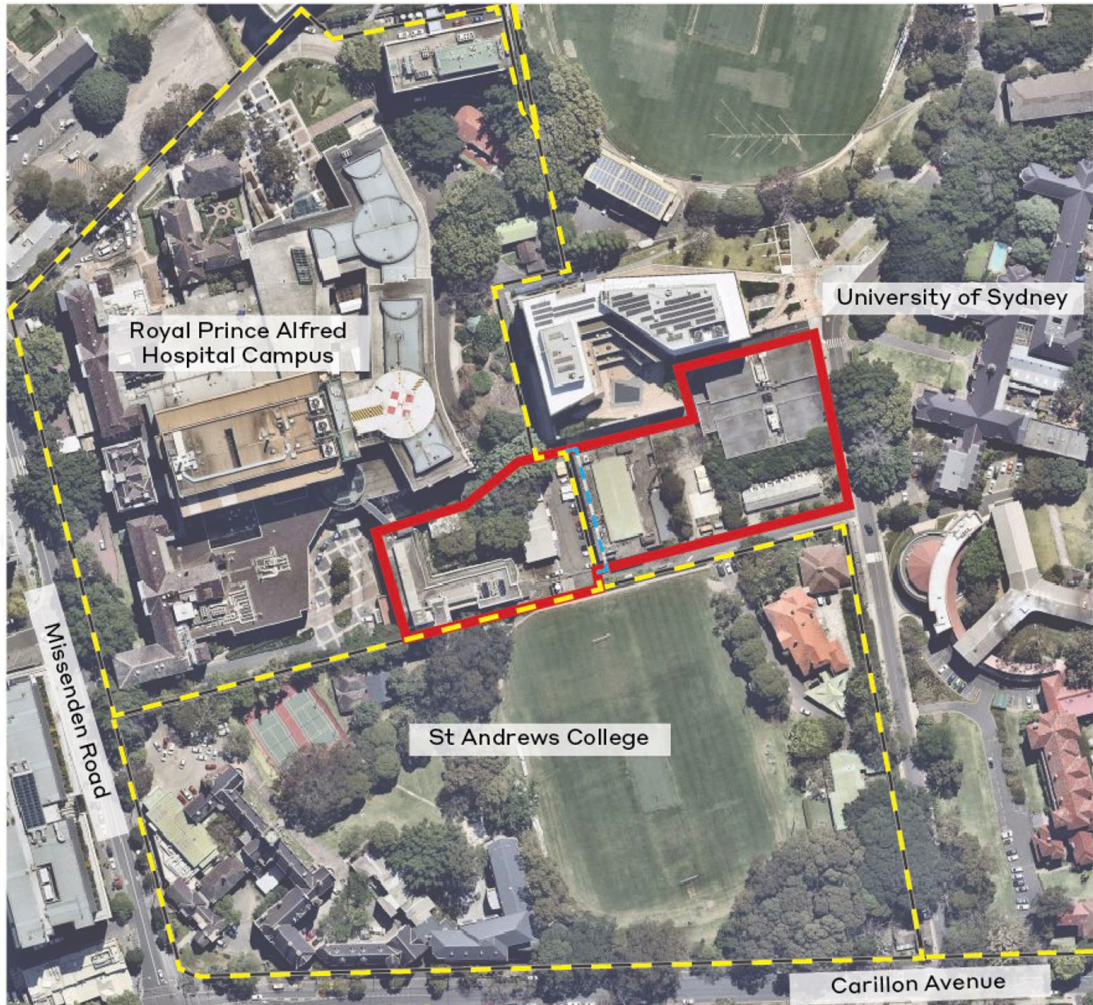 University of Sydney
Royal Prince Alfred
Hospital Campus
Missenden Road
St Andrews College
Carillon Avenue